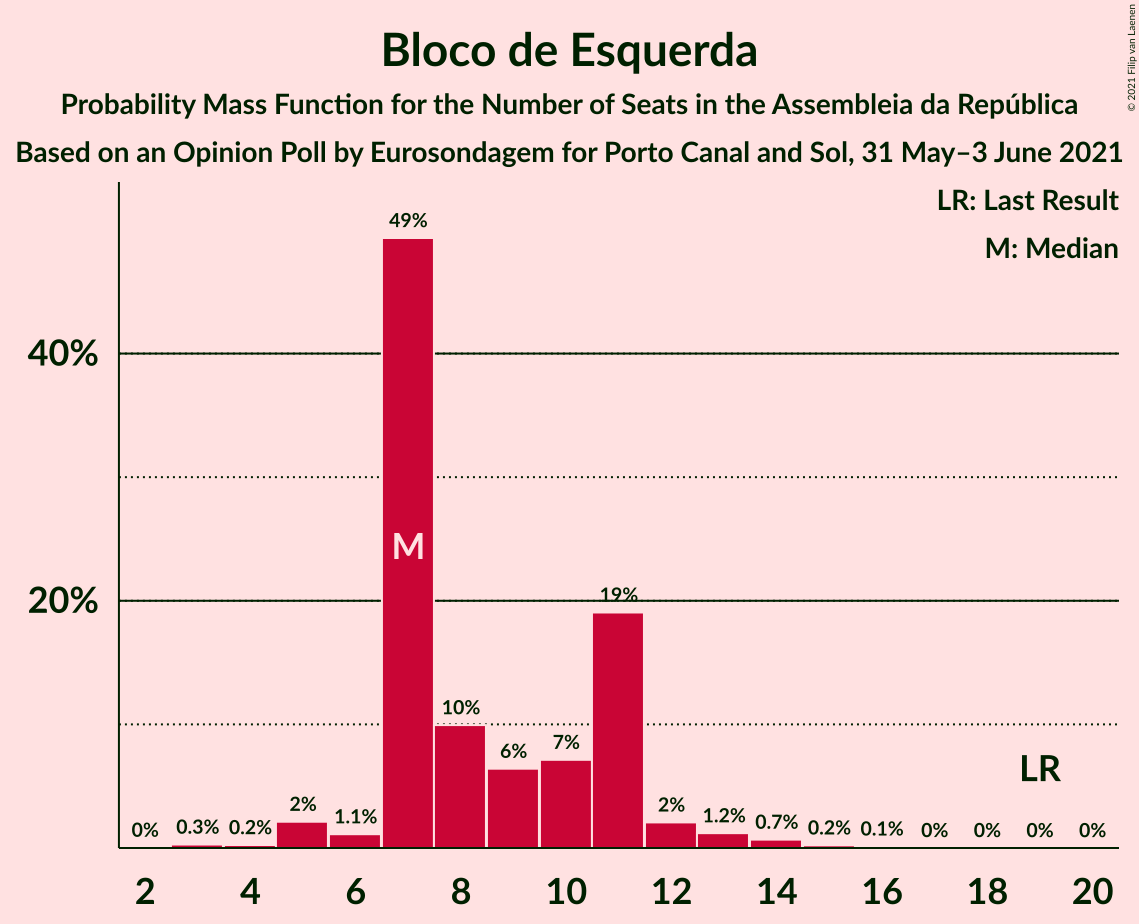 Bloco de Esquerda
Probability Mass Function for the Number of Seats in the Assembleia da República
Based on an Opinion Poll by Eurosondagem for Porto Canal and Sol, 31 May–3 June 2021
© 2021 Filip van Laenen
LR: Last Result
M: Median
49%
40%
M
20%
19%
10%
6%
7%
LR
0%
0.3%
0.2%
2%
1.1%
2%
1.2%
0.7%
0.2%
0.1%
0%
0%
0%
0%
2 4 6 8 10 12 14 16 18 20